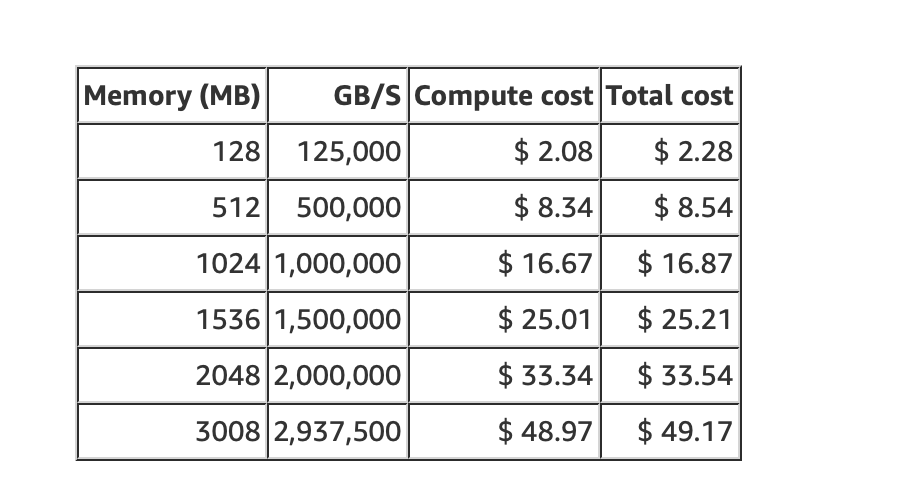 Memory (MB) GB/S Compute cost Total cost
128 125,000 $ 2.08 $ 2.28
512 500,000 $ 8.34 $ 8.54
1024 1,000,000 $ 16.67 $ 16.87
1536 1,500,000 $ 25.01 $ 25.21
2048 2,000,000 $ 33.34 $ 33.54
3008 2,937,500 $ 48.97 $ 49.17